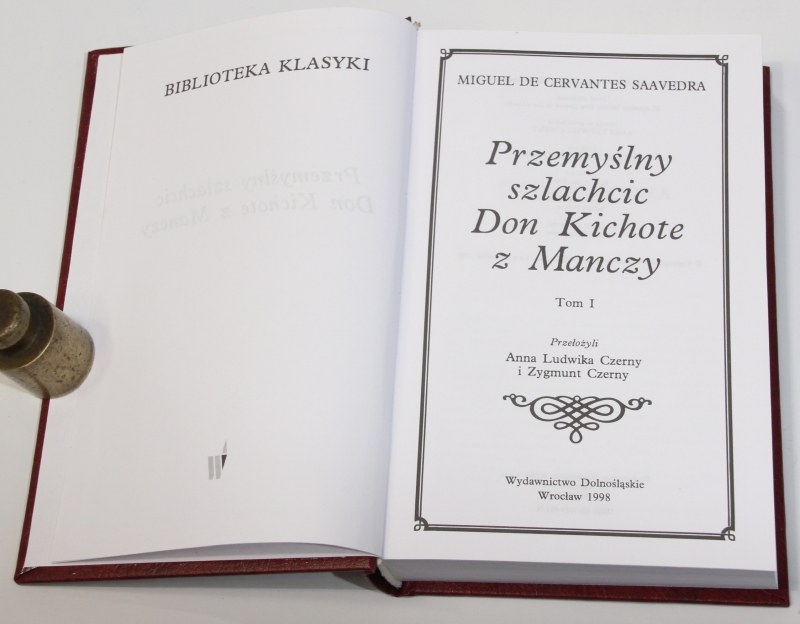 BIBLIOTEKA KLASYKI
MIGUEL DE CERVANTES SAAVEDRA
Przemyślny
szlachcic
Don Kichote
z Manczy
Tom I
Przełożyli
Anna Ludwika Czerny
i Zygmunt Czerny
Wydawnictwo Dolnośląskie
Wrocław 1998